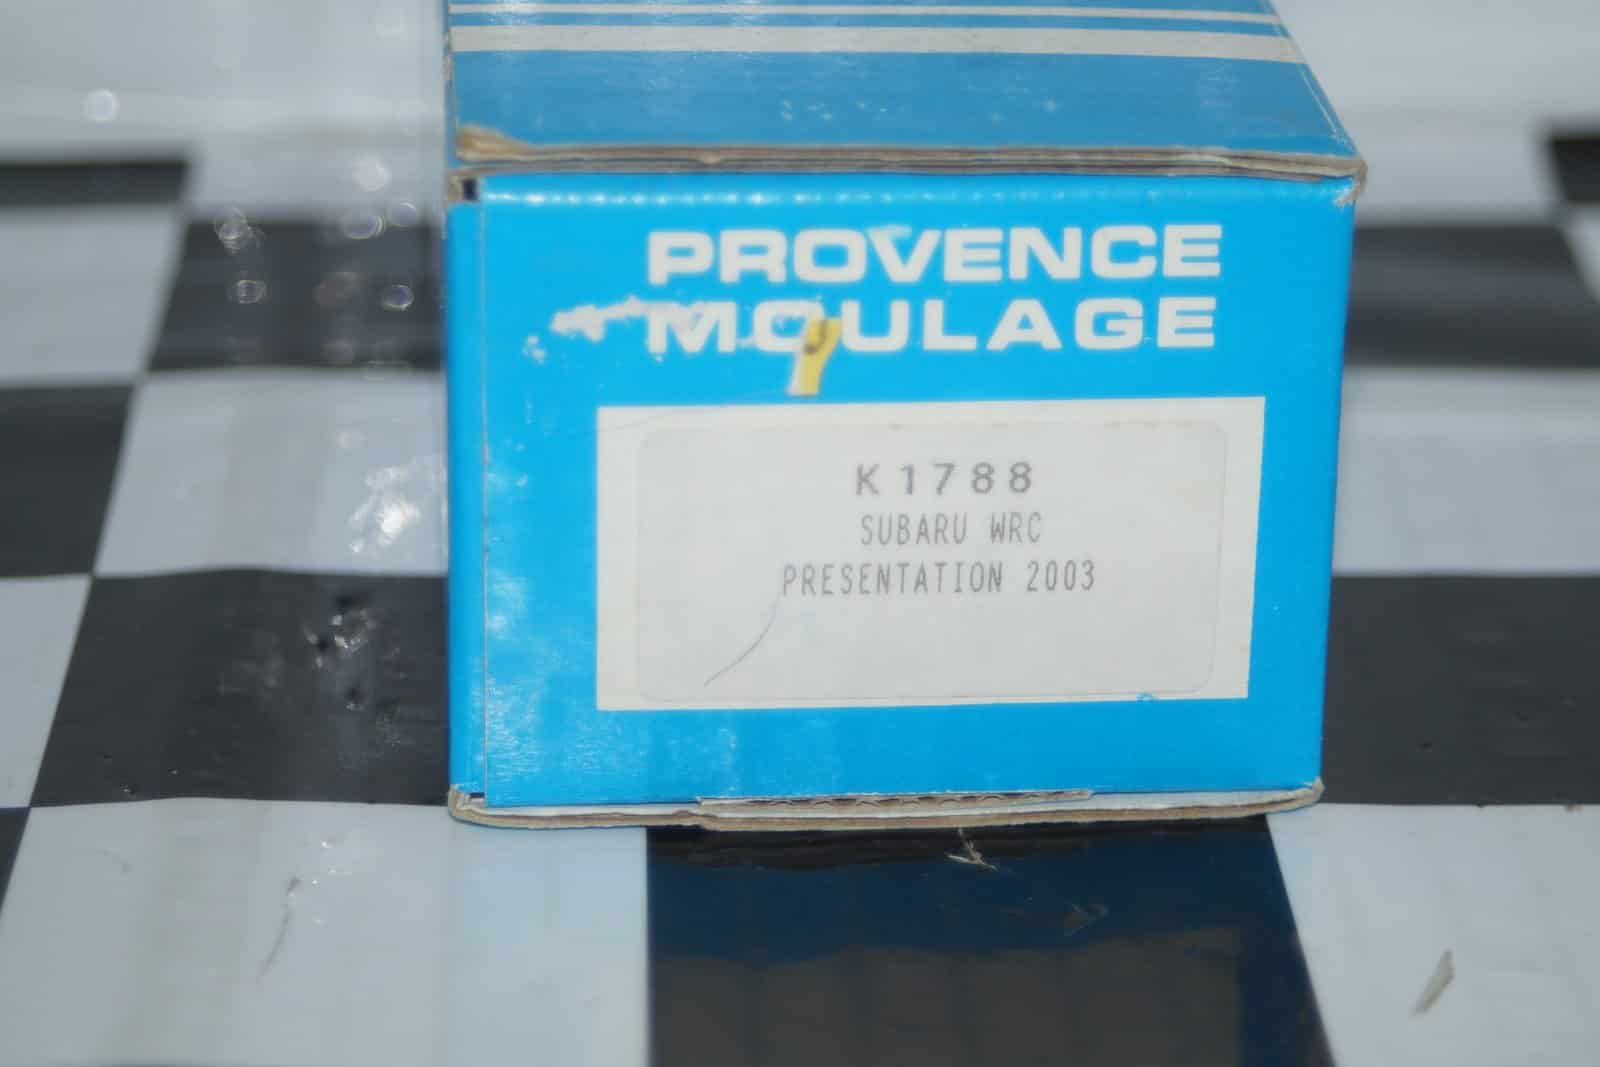 PROVENCE
MOULAGE
K1788
SUBARU WRC
PRESENTATION 2003